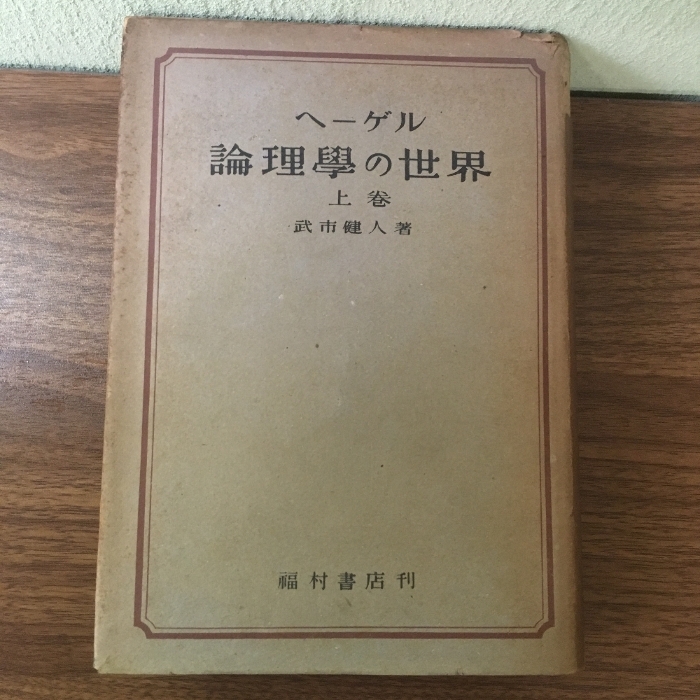 ヘーゲル
論理學の世界
上巻
武市健人著
福村書店刊